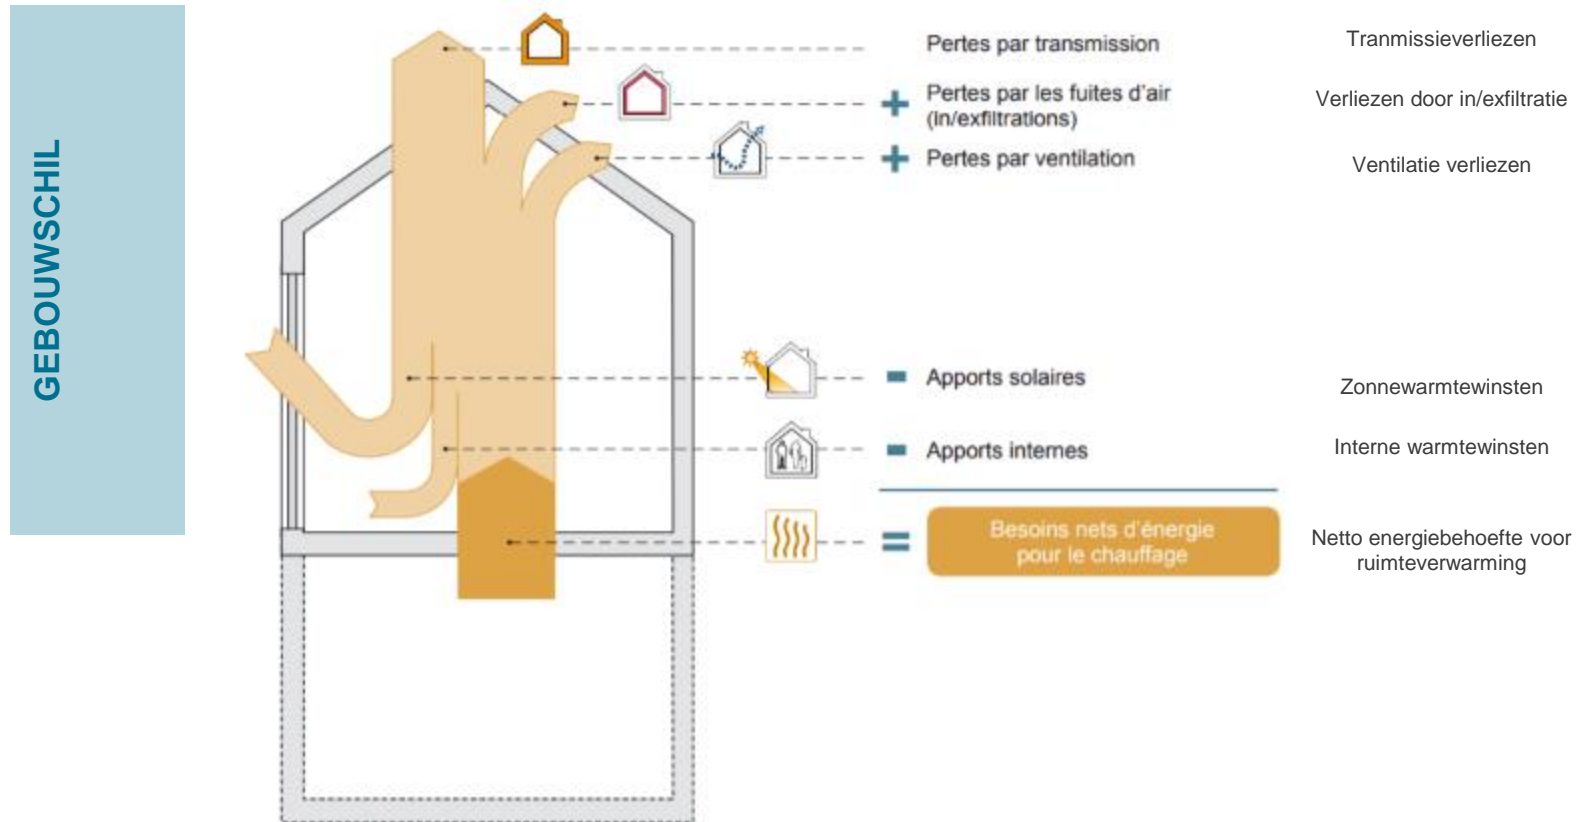 GEBOUWSCHIL
Pertes par transmission
Tranmissieverliezen
+ Pertes par les fuites d'air
(in/exfiltrations)
Verliezen door in/exfiltratie
+ Pertes par ventilation
Ventilatie verliezen
- Apports solaires
Zonnewarmtewinsten
- Apports internes
Interne warmtewinsten
= Besoins nets d'énergie
pour le chauffage
Netto energiebehoefte voor
ruimteverwarming